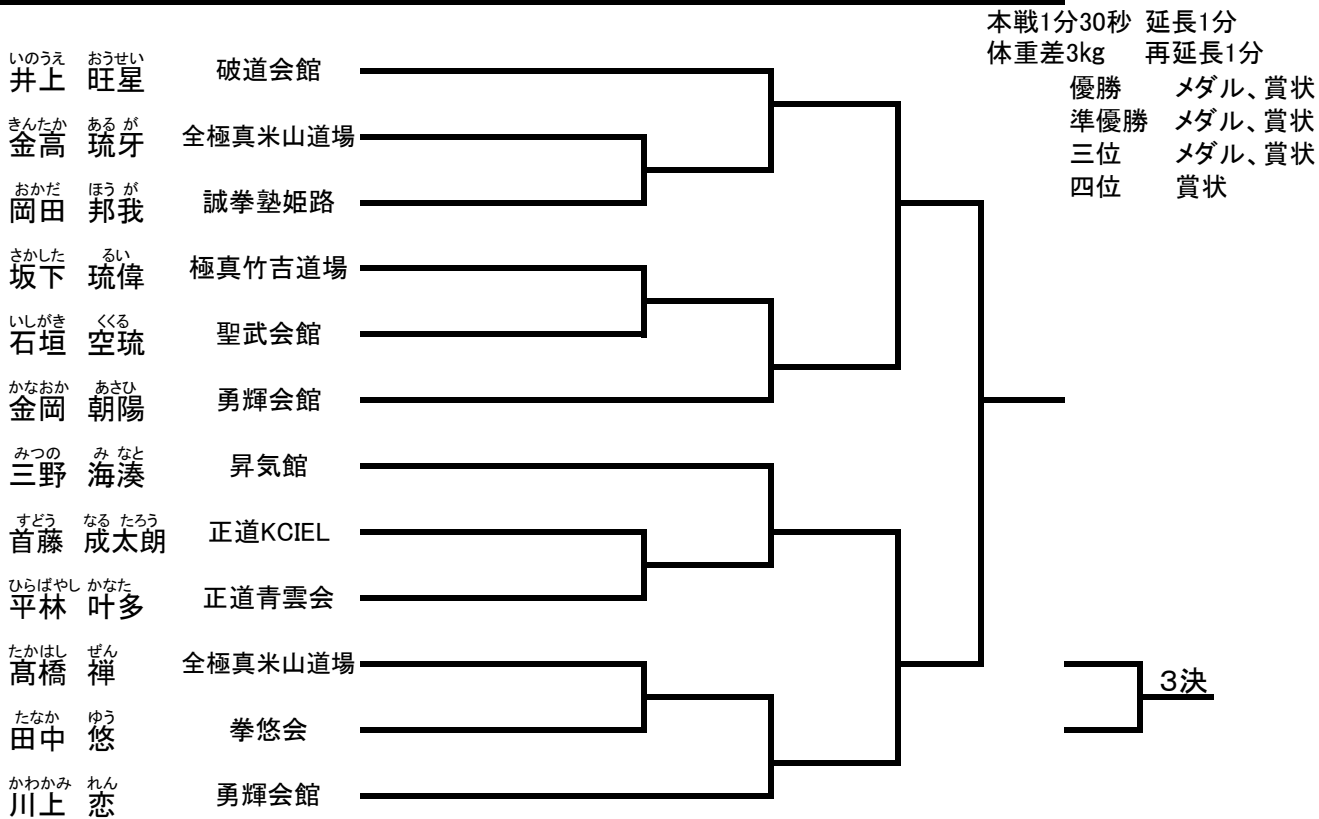 本戦1分30秒 延長1分
体重差3kg 再延長1分
優勝 メダル、賞状
準優勝 メダル、賞状
三位 メダル、賞状
四位 賞状
いのうえ おうせい
井上 旺星 破道会館
きんたか ある が
金高 琉牙 全極真米山道場
おかだ ほう が
岡田 邦我 誠拳塾姫路
さかした るい
坂下 琉偉 極真竹吉道場
いしがき くくる
石垣 空琉 聖武会館
かなおか あさひ
金岡 朝陽 勇輝会館
みつの み なと
三野 海湊 昇気館
すどう なる たろう
首藤 成太朗 正道KCIEL
ひらばやし かなた
平林 叶多 正道青雲会
たかはし ぜん
髙橋 禅 全極真米山道場
3決
たなか ゆう
田中 悠 拳悠会
かわかみ れん
川上 恋 勇輝会館